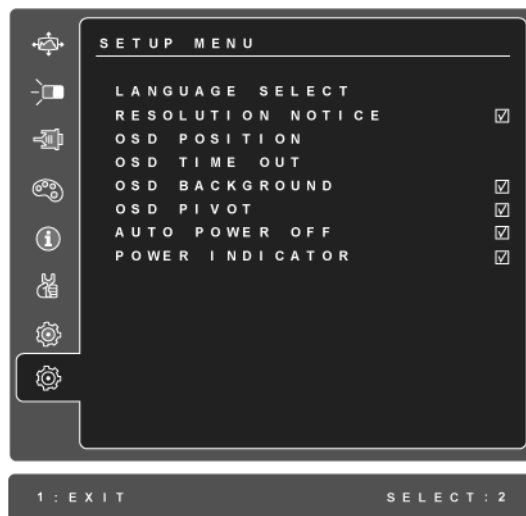 SETUP MENU
LANGUAGE SELECT
RESOLUTION NOTICE ☑
OSD POSITION
OSD TIME OUT
OSD BACKGROUND ☑
OSD PIVOT ☑
AUTO POWER OFF ☑
POWER INDICATOR ☑
1:EXIT SELECT:2